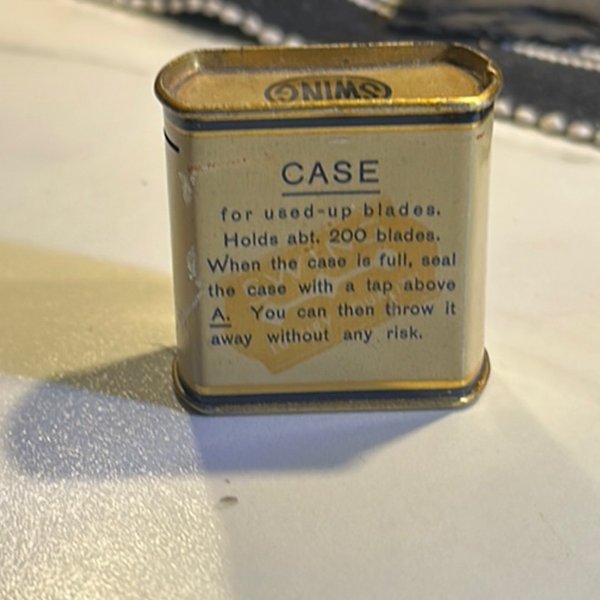 SWING
CASE
for used-up blades.
Holds abt. 200 blades.
When the case is full, seal
the case with a tap above
A. You can then throw it
away without any risk.